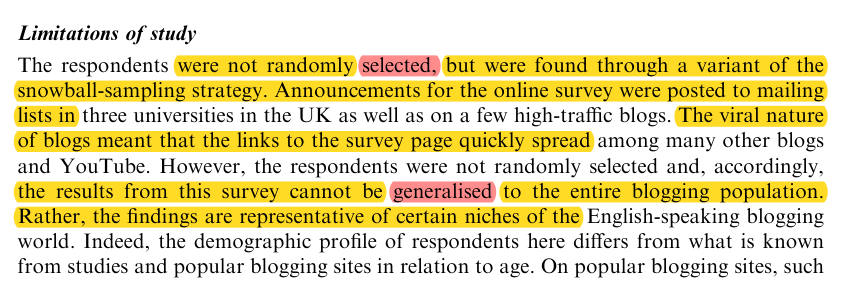 Limitations of study
The respondents were not randomly selected, but were found through a variant of the
snowball-sampling strategy. Announcements for the online survey were posted to mailing
lists in three universities in the UK as well as on a few high-traffic blogs. The viral nature
of blogs meant that the links to the survey page quickly spread among many other blogs
and YouTube. However, the respondents were not randomly selected and, accordingly,
the results from this survey cannot be generalised to the entire blogging population.
Rather, the findings are representative of certain niches of the English-speaking blogging
world. Indeed, the demographic profile of respondents here differs from what is known
from studies and popular blogging sites in relation to age. On popular blogging sites, such